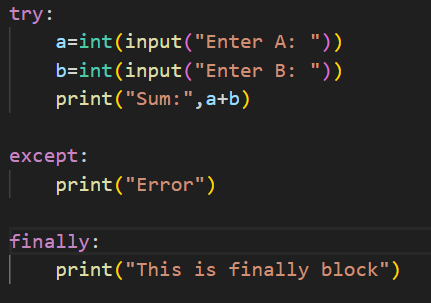 try:
    a=int(input("Enter A: "))
    b=int(input("Enter B: "))
    print("Sum:",a+b)
except:
    print("Error")
finally:
    print("This is finally block")